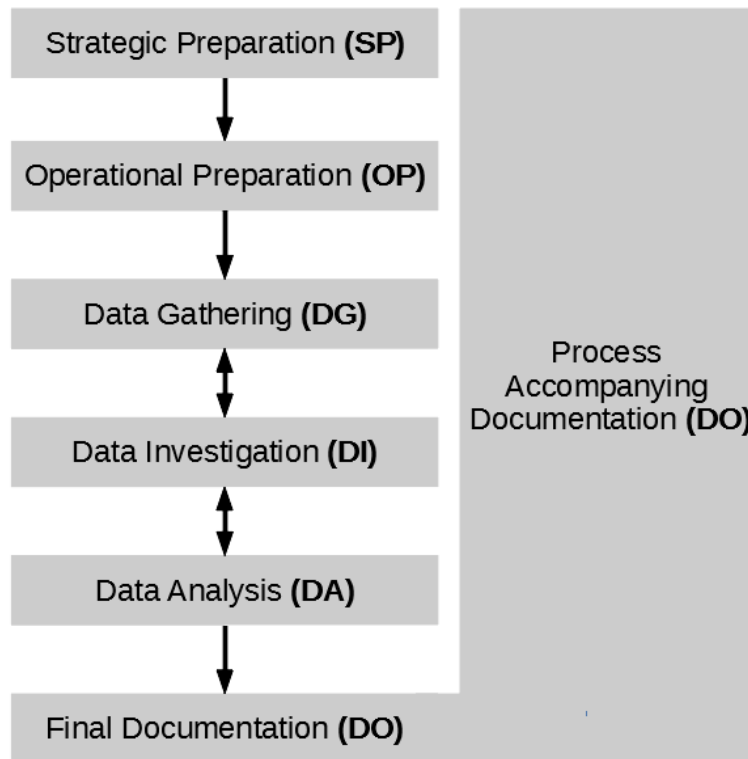 Strategic Preparation (SP)
Operational Preparation (OP)
Data Gathering (DG)
Data Investigation (DI)
Data Analysis (DA)
Final Documentation (DO)
Process
Accompanying
Documentation (DO)